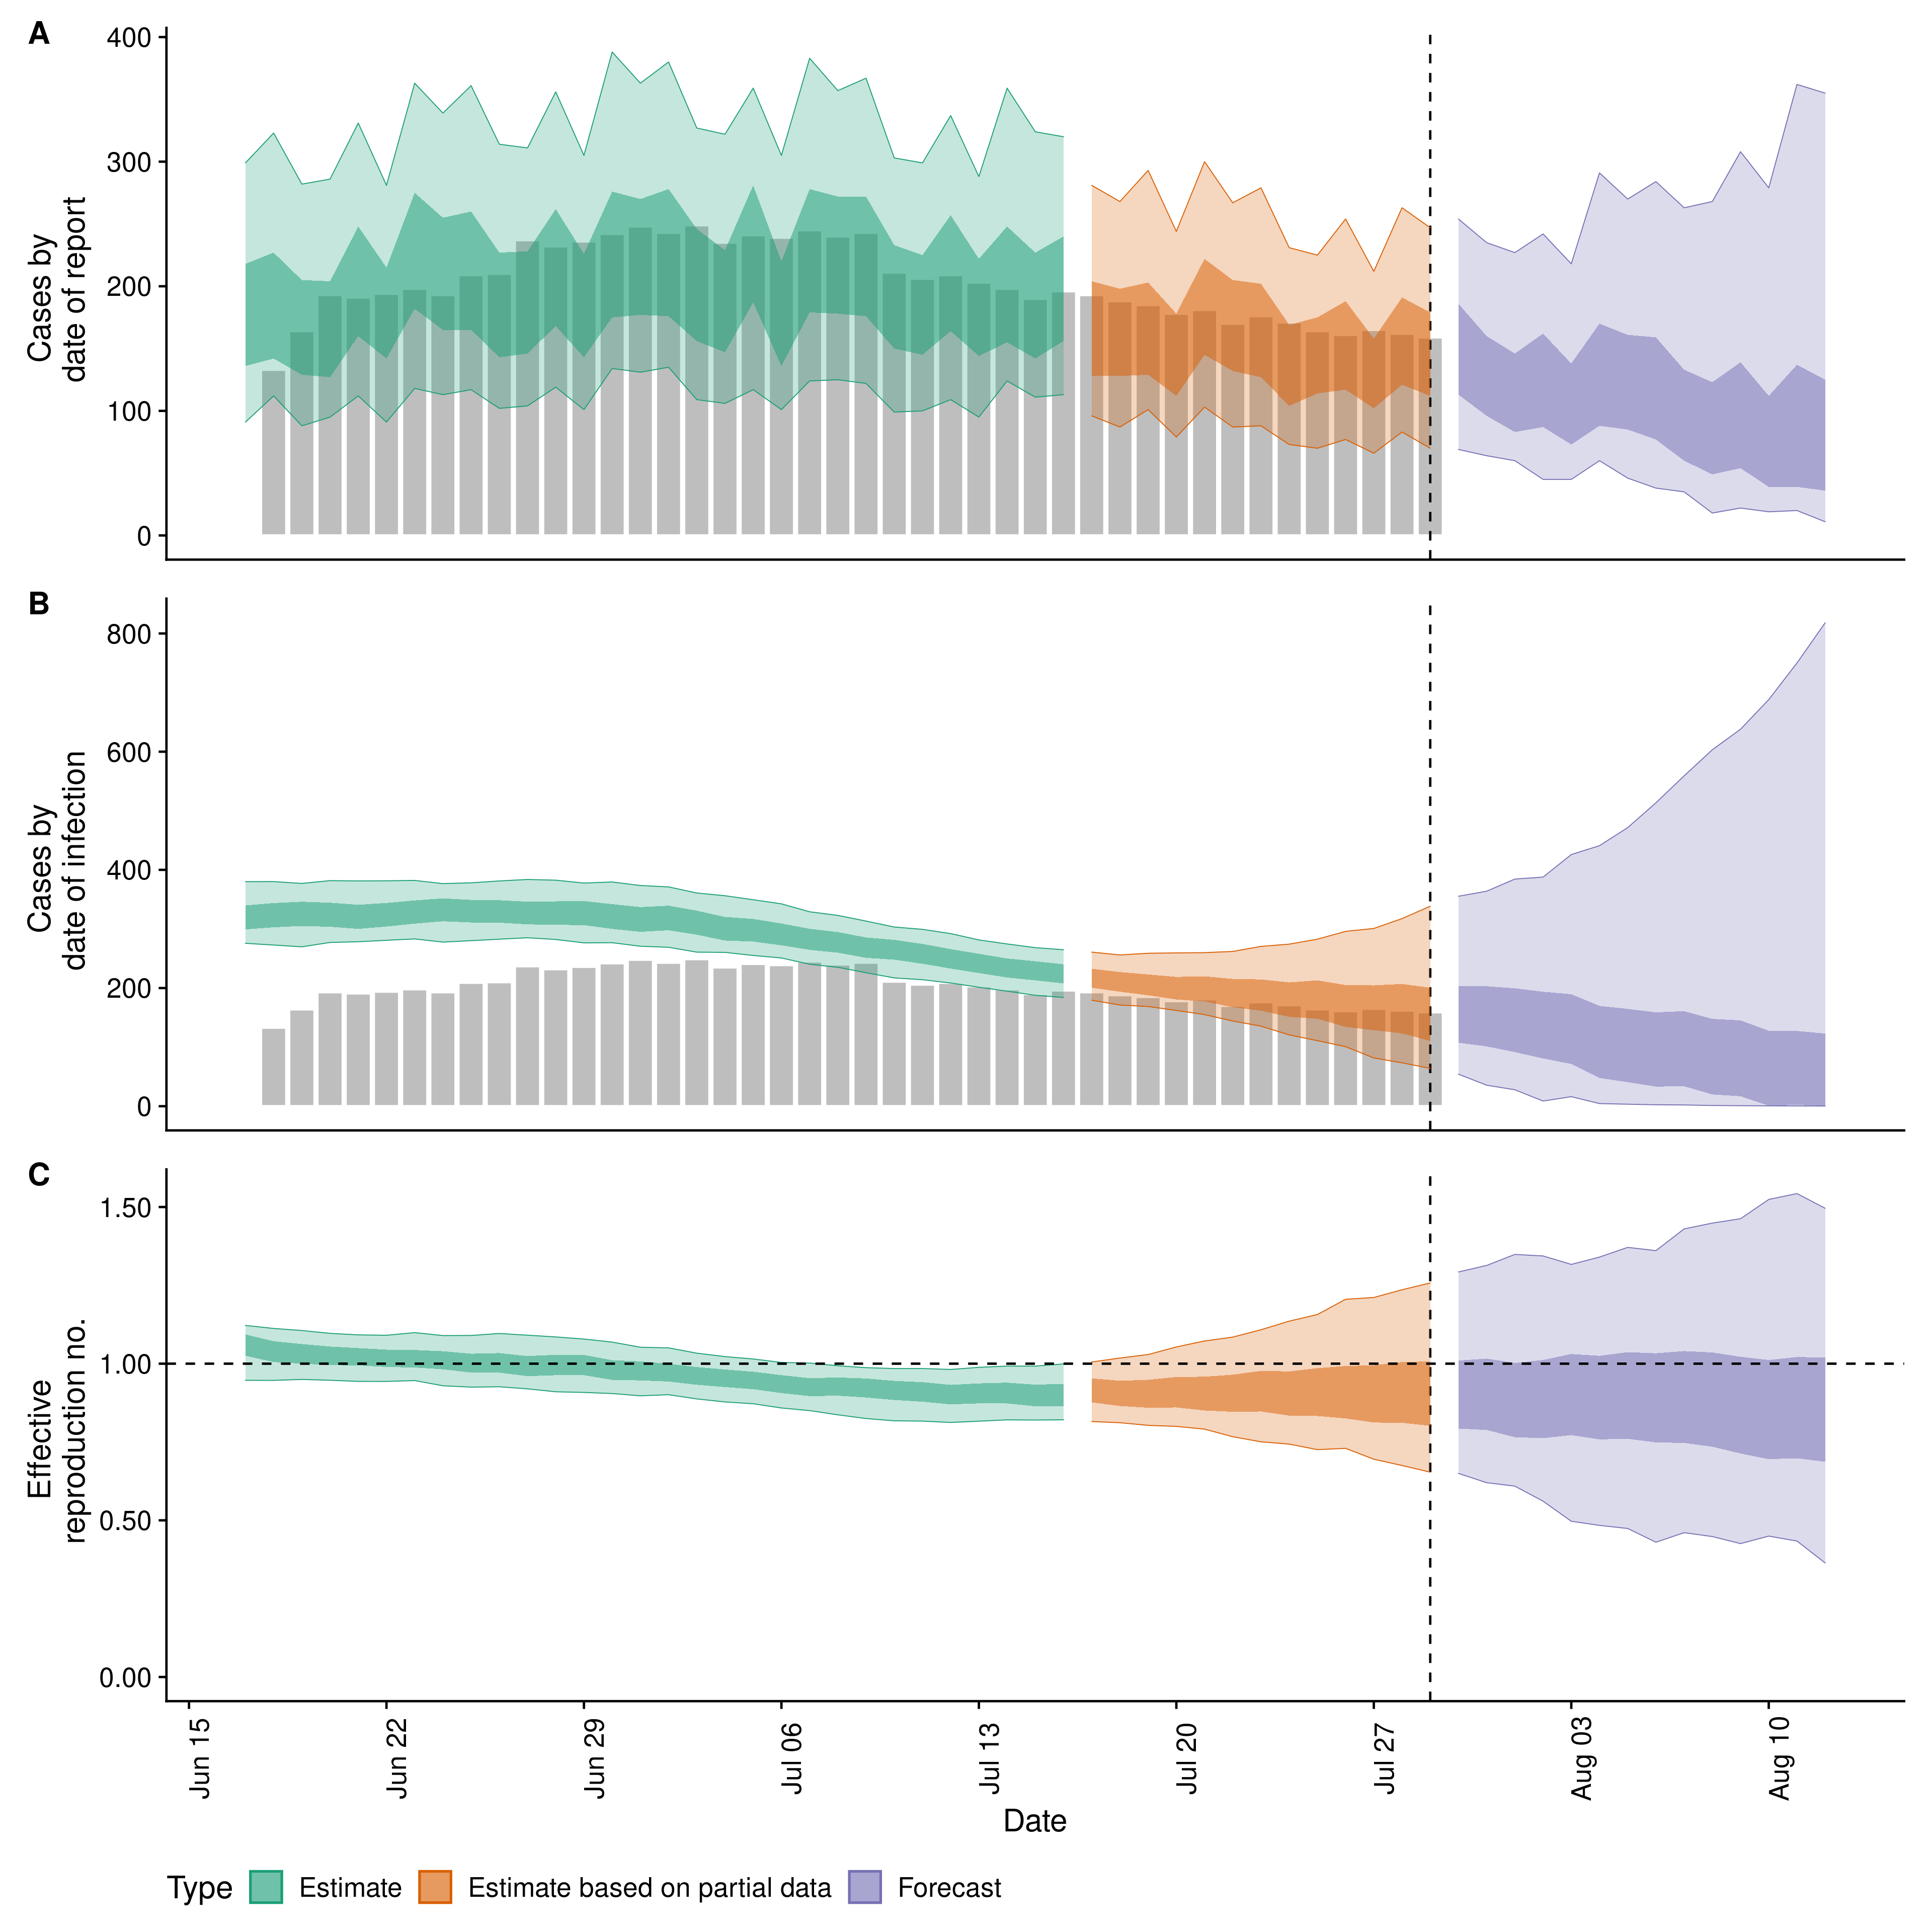 A
400
300
200
100
0
Cases by
date of report
B
800
600
400
200
0
Cases by
date of infection
C
1.50
1.00
0.50
0.00
Effective
reproduction no.
Jun 15
Jun 22
Jun 29
Jul 06
Jul 13
Jul 20
Jul 27
Aug 03
Aug 10
Date
Type Estimate Estimate based on partial data Forecast